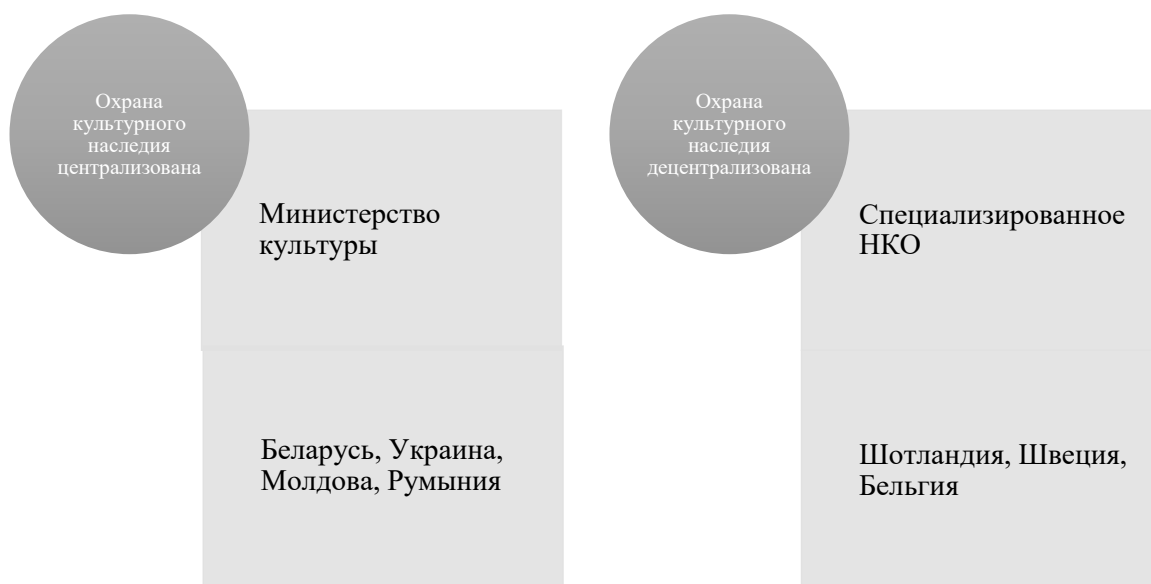 Охрана
культурного
наследия
централизована
Министерство
культуры
Беларусь, Украина,
Молдова, Румыния
Охрана
культурного
наследия
децентрализована
Специализированное
НКО
Шотландия, Швеция,
Бельгия